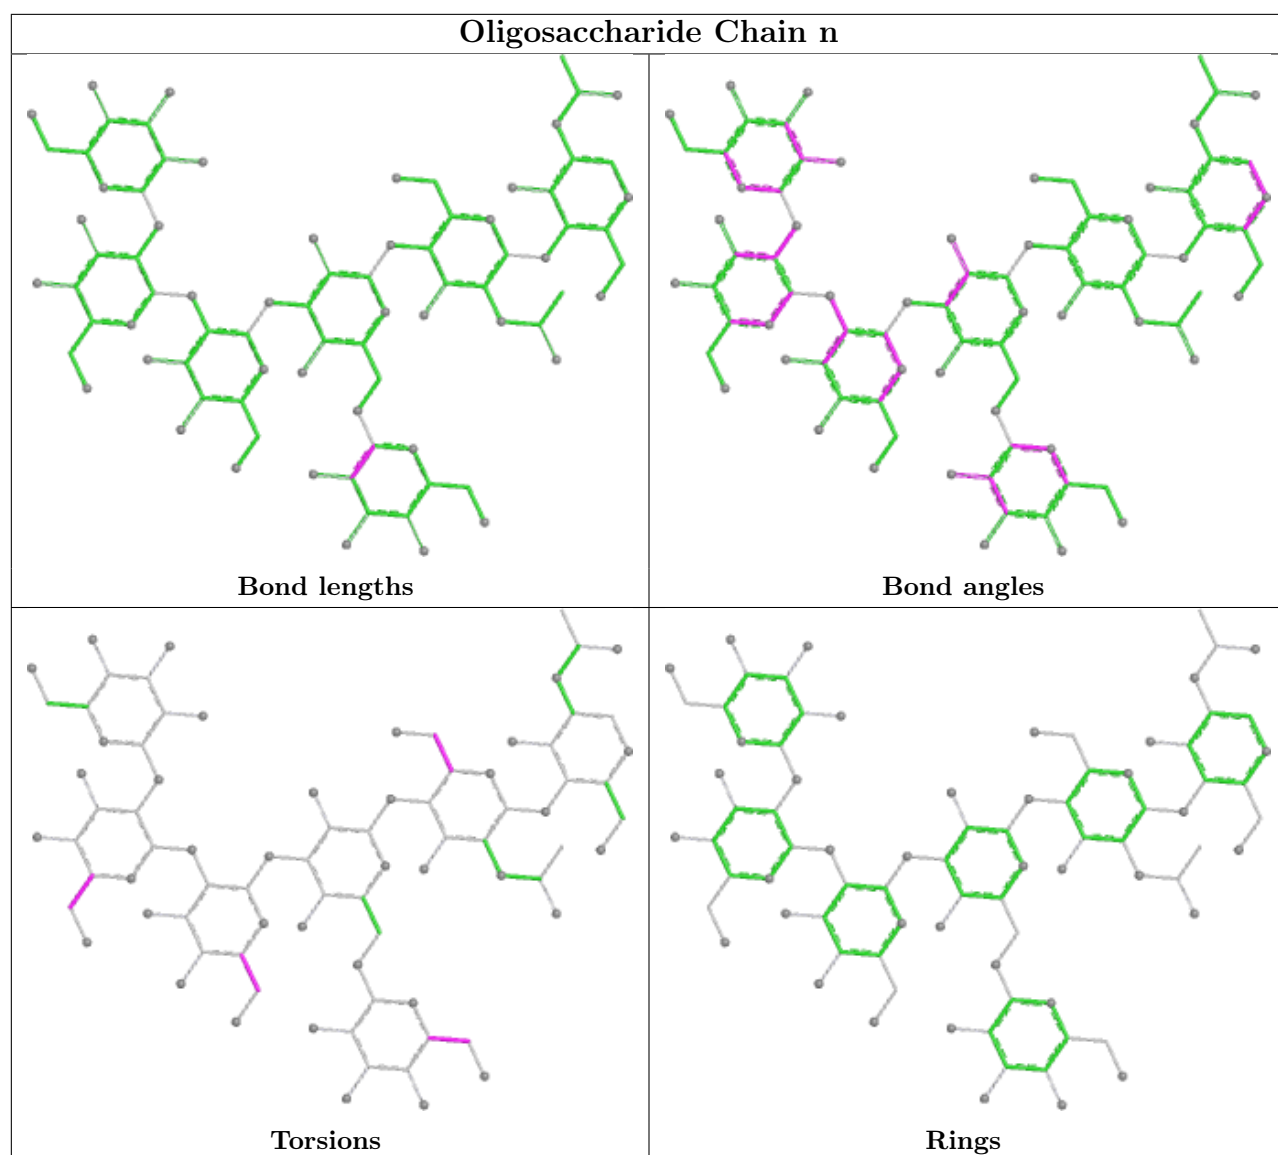 Oligosaccharide Chain n
Bond lengths
Bond angles
Torsions
Rings